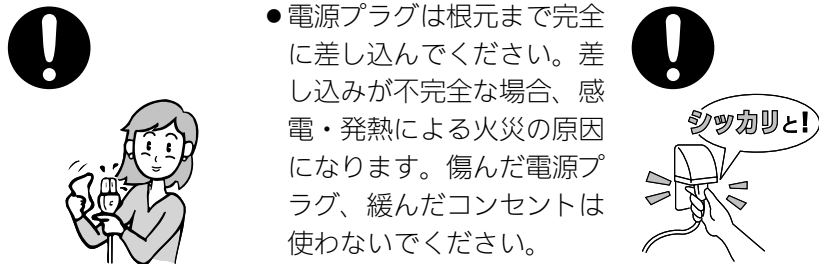 ●電源プラグは根元まで完全
に差し込んでください。差
し込みが不完全な場合、感
電・発熱による火災の原因
になります。傷んだ電源プ
ラグ、緩んだコンセントは
使わないでください。
シッカリと!